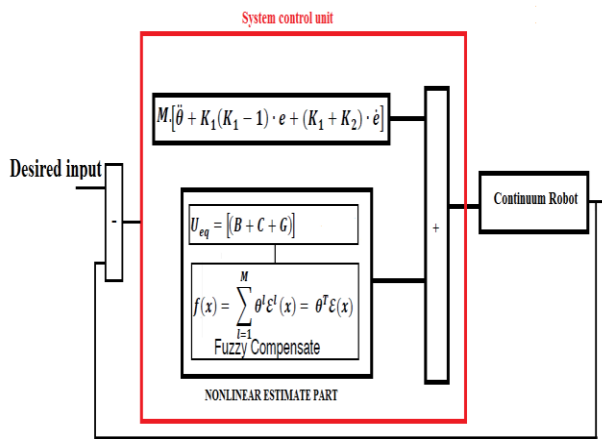 System control unit
M.[θ̈ + K₁(K₁ − 1) · e + (K₁ + K₂) · ė]
Desired input
-
Continuum Robot
+
U_eq = [(B + C + G)]
f(x) = ∑_{l=1}^{M} θ^l ℰ^l(x) = θ^T ℰ(x)
Fuzzy Compensate
NONLINEAR ESTIMATE PART